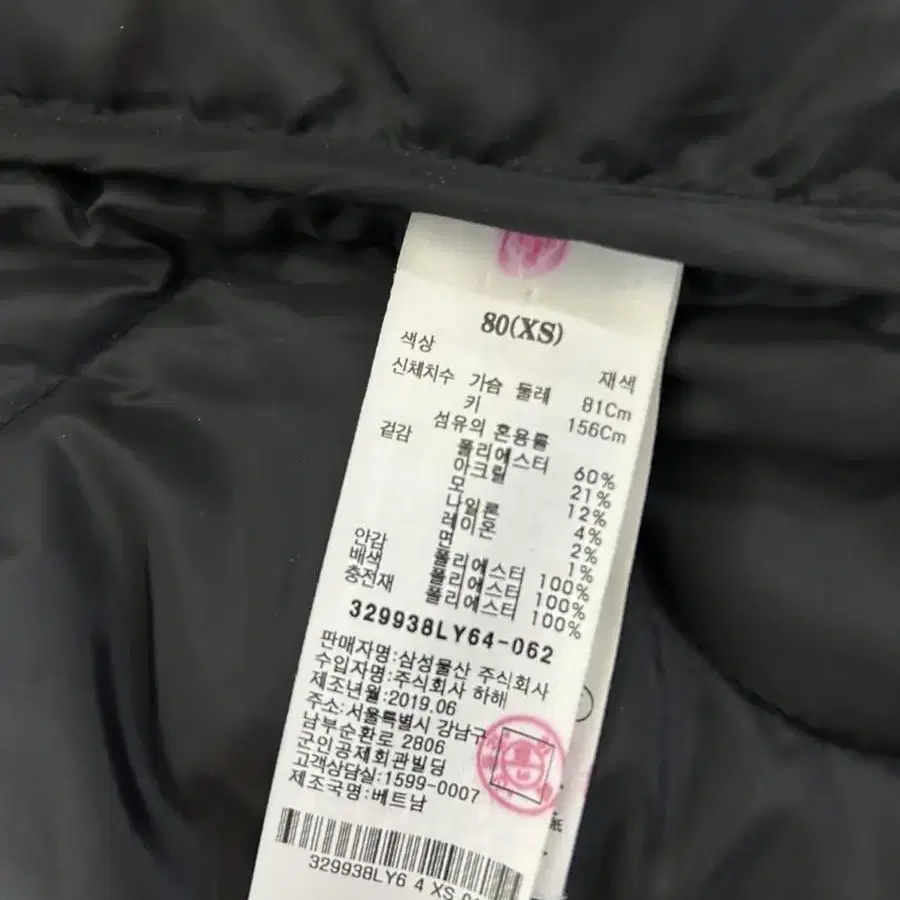 80(XS)
색상 재색
신체치수 가슴 둘레 81Cm
키 156Cm
섬유의 혼용률
겉감 폴리에스터 60%
아크릴 21%
모 12%
나일론 4%
레이온 2%
면 1%
안감 폴리에스터 100%
배색 폴리에스터 100%
충전재 폴리에스터 100%
329938LY64-062
판매자명:삼성물산 주식회사
수입자명:주식회사 하해
제조년월:2019.06
주소:서울특별시 강남구
남부순환로 2806
군인공제회관빌딩
고객상담실:1599-0007
제조국명:베트남
329938LY6 4 XS